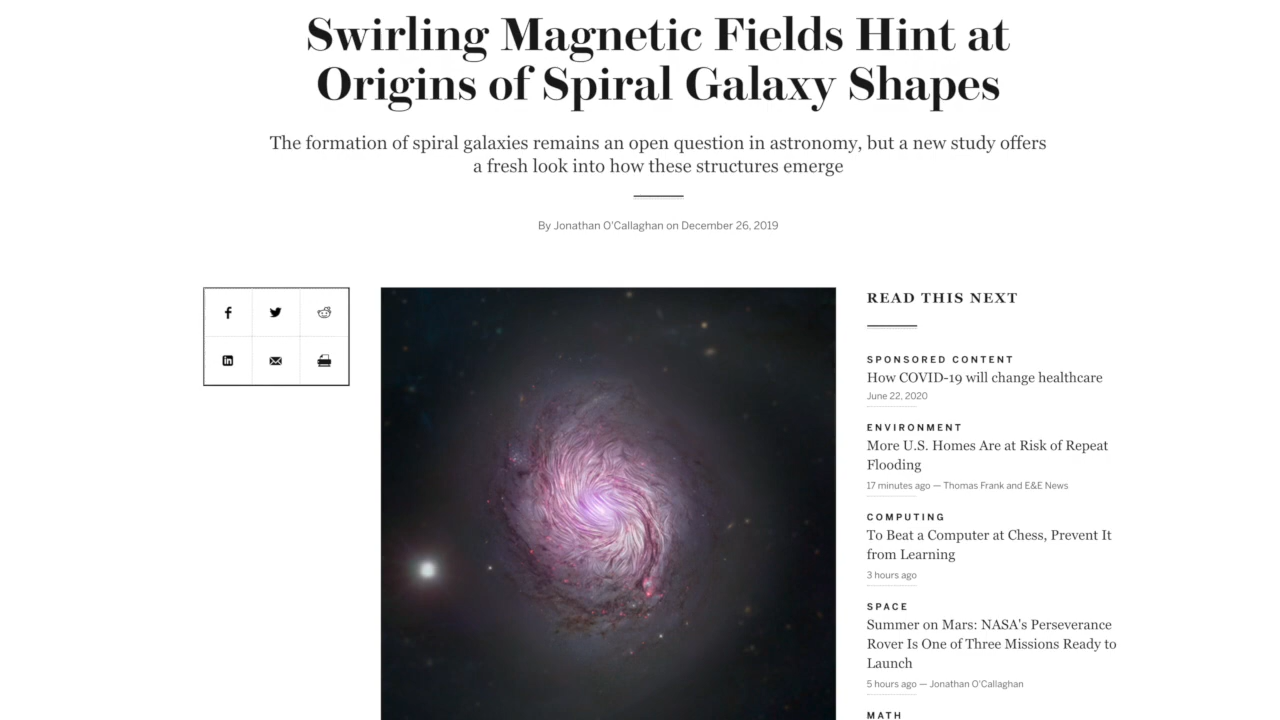 Swirling Magnetic Fields Hint at
Origins of Spiral Galaxy Shapes
The formation of spiral galaxies remains an open question in astronomy, but a new study offers
a fresh look into how these structures emerge
By Jonathan O'Callaghan on December 26, 2019
READ THIS NEXT
SPONSORED CONTENT
How COVID-19 will change healthcare
June 22, 2020
ENVIRONMENT
More U.S. Homes Are at Risk of Repeat
Flooding
17 minutes ago — Thomas Frank and E&E News
COMPUTING
To Beat a Computer at Chess, Prevent It
from Learning
3 hours ago
SPACE
Summer on Mars: NASA's Perseverance
Rover Is One of Three Missions Ready to
Launch
5 hours ago — Jonathan O'Callaghan
MATH